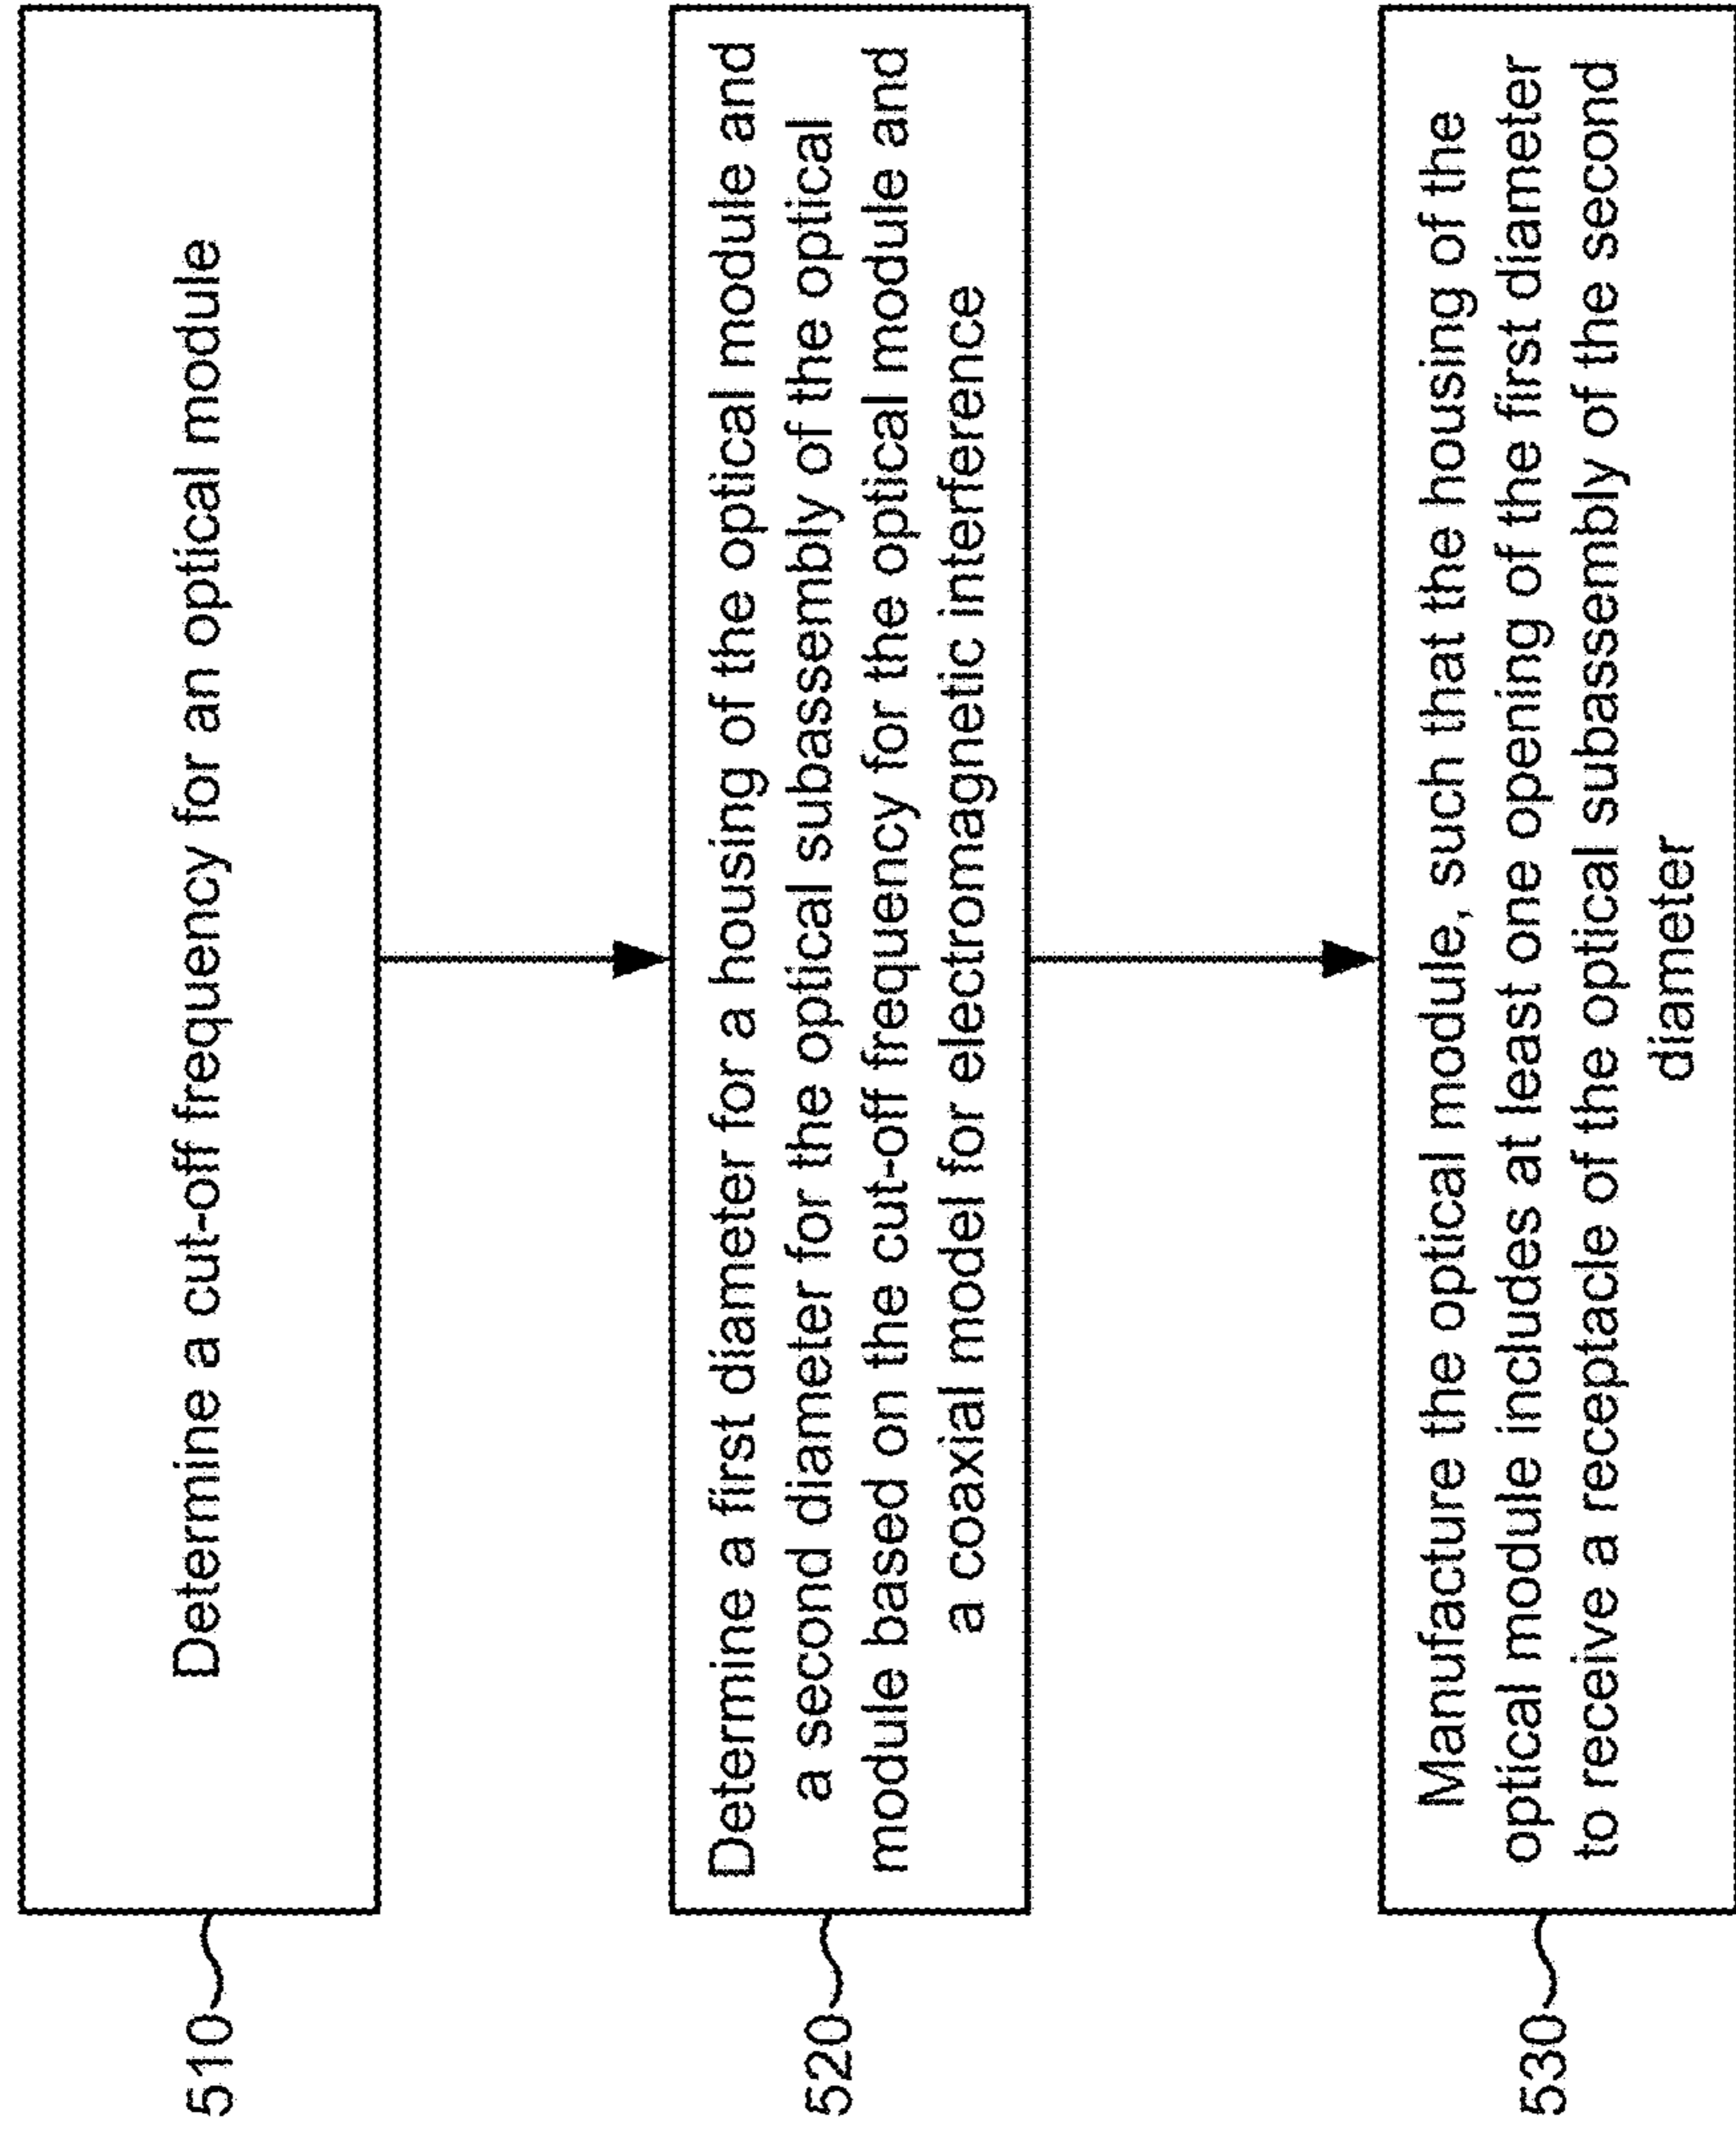 510
Determine a cut-off frequency for an optical module
520
Determine a first diameter for a housing of the optical module and
a second diameter for the optical subassembly of the optical
module based on the cut-off frequency for the optical module and
a coaxial model for electromagnetic interference
530
Manufacture the optical module, such that the housing of the
optical module includes at least one opening of the first diameter
to receive a receptacle of the optical subassembly of the second
diameter